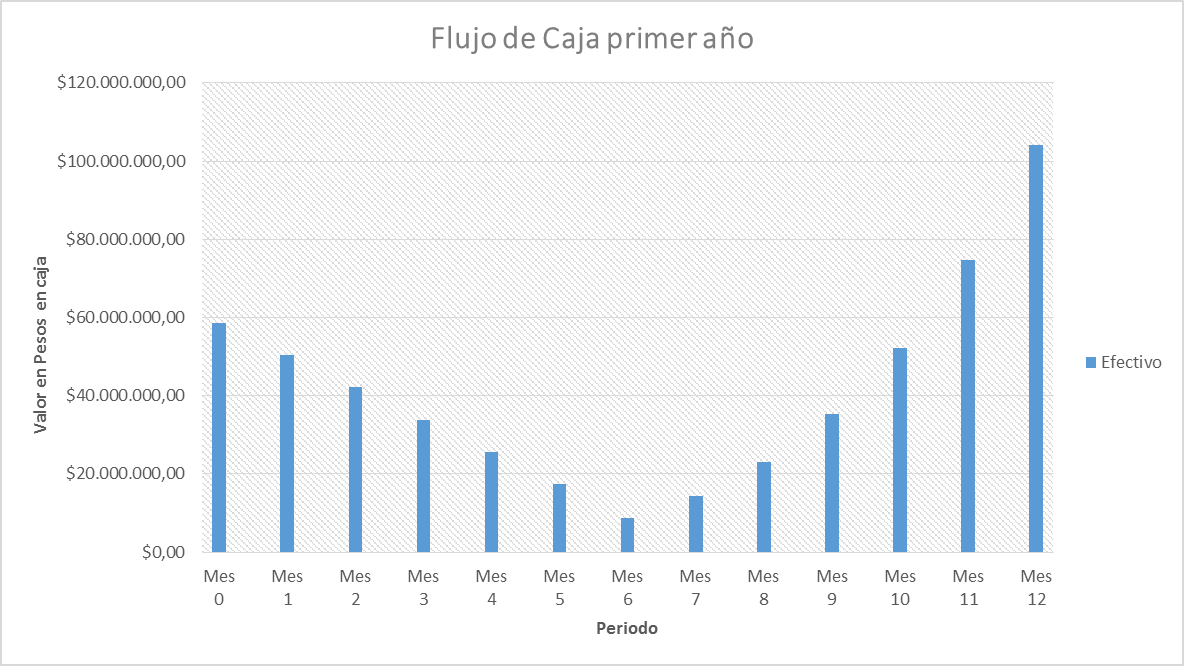 Flujo de Caja primer año
$120.000.000,00
$100.000.000,00
$80.000.000,00
$60.000.000,00
$40.000.000,00
$20.000.000,00
$0,00
Valor en Pesos en caja
Mes 0
Mes 1
Mes 2
Mes 3
Mes 4
Mes 5
Mes 6
Mes 7
Mes 8
Mes 9
Mes 10
Mes 11
Mes 12
Periodo
Efectivo